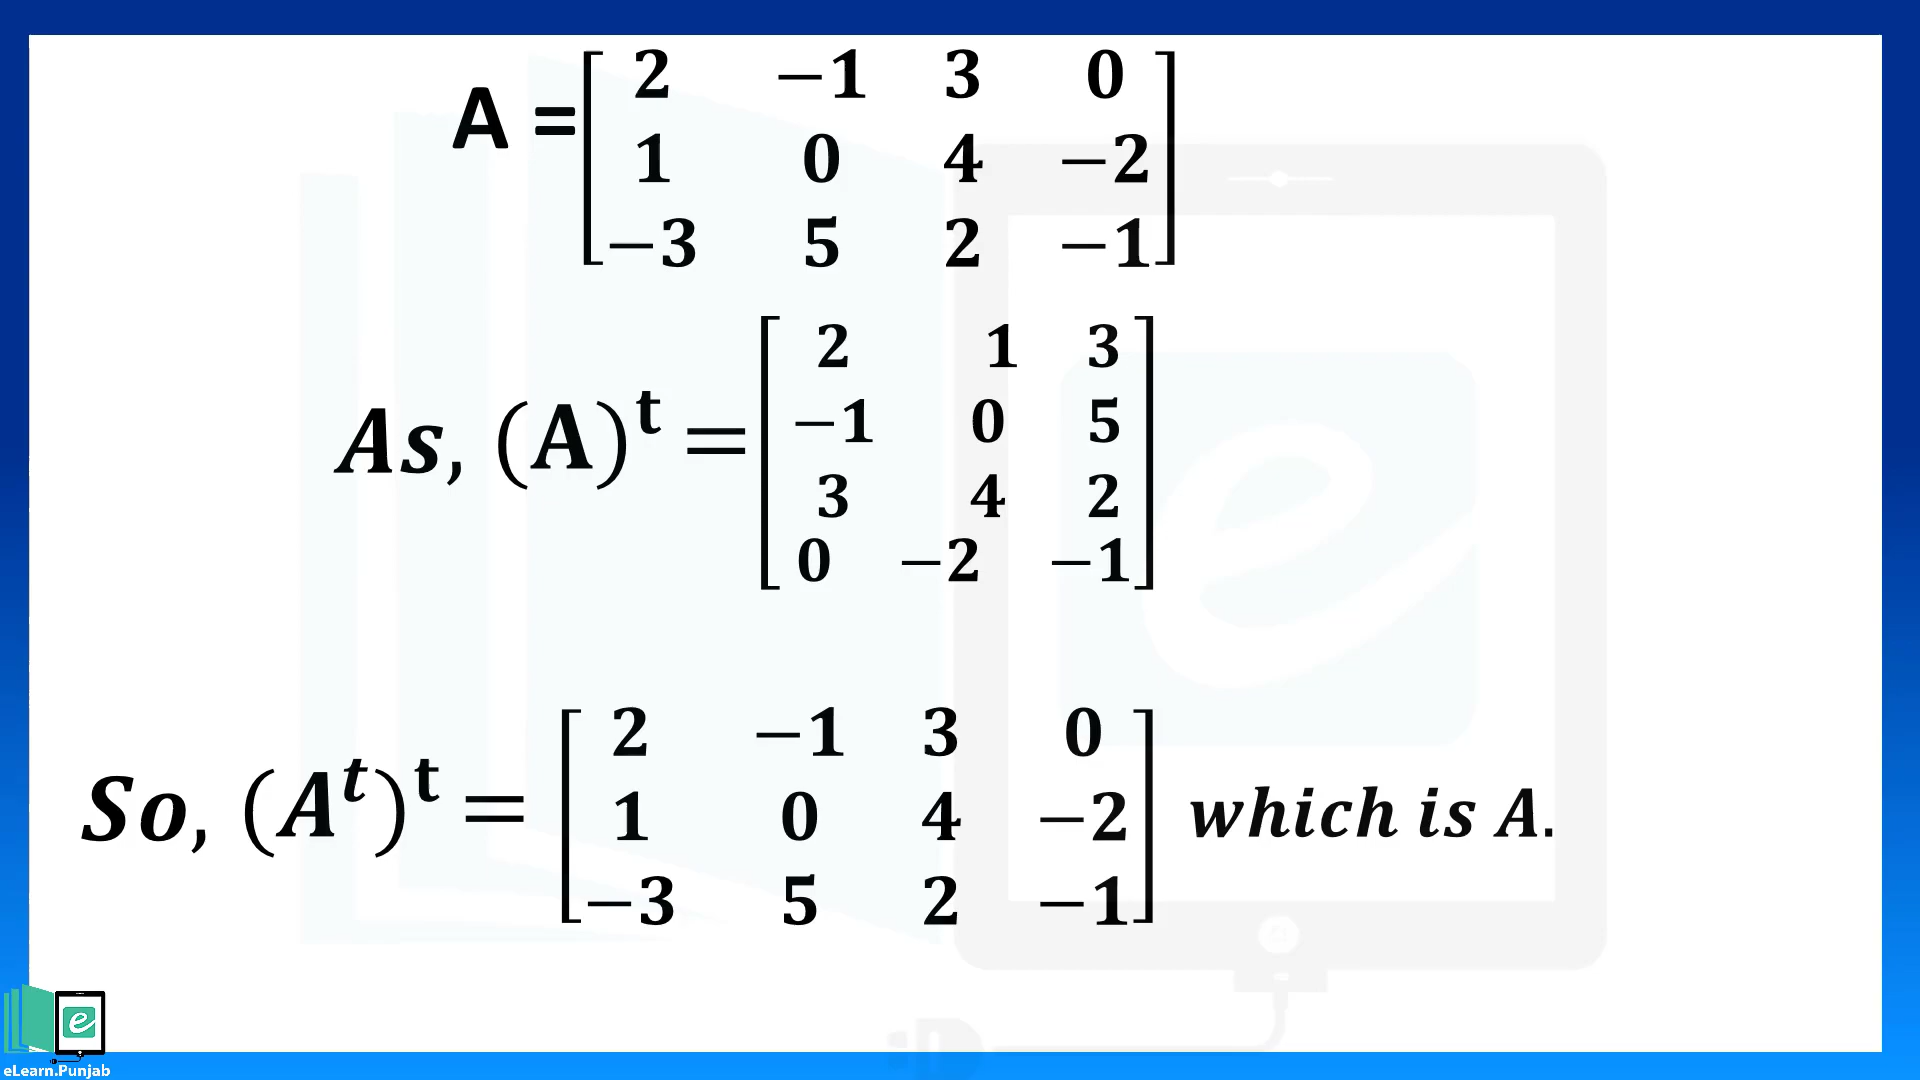 2 −1 3 0
A = 1 0 4 −2
−3 5 2 −1
2 1 3
As, (A)ᵗ = −1 0 5
3 4 2
0 −2 −1
2 −1 3 0
So, (Aᵗ)ᵗ = 1 0 4 −2 which is A.
−3 5 2 −1
e
eLearn.Punjab